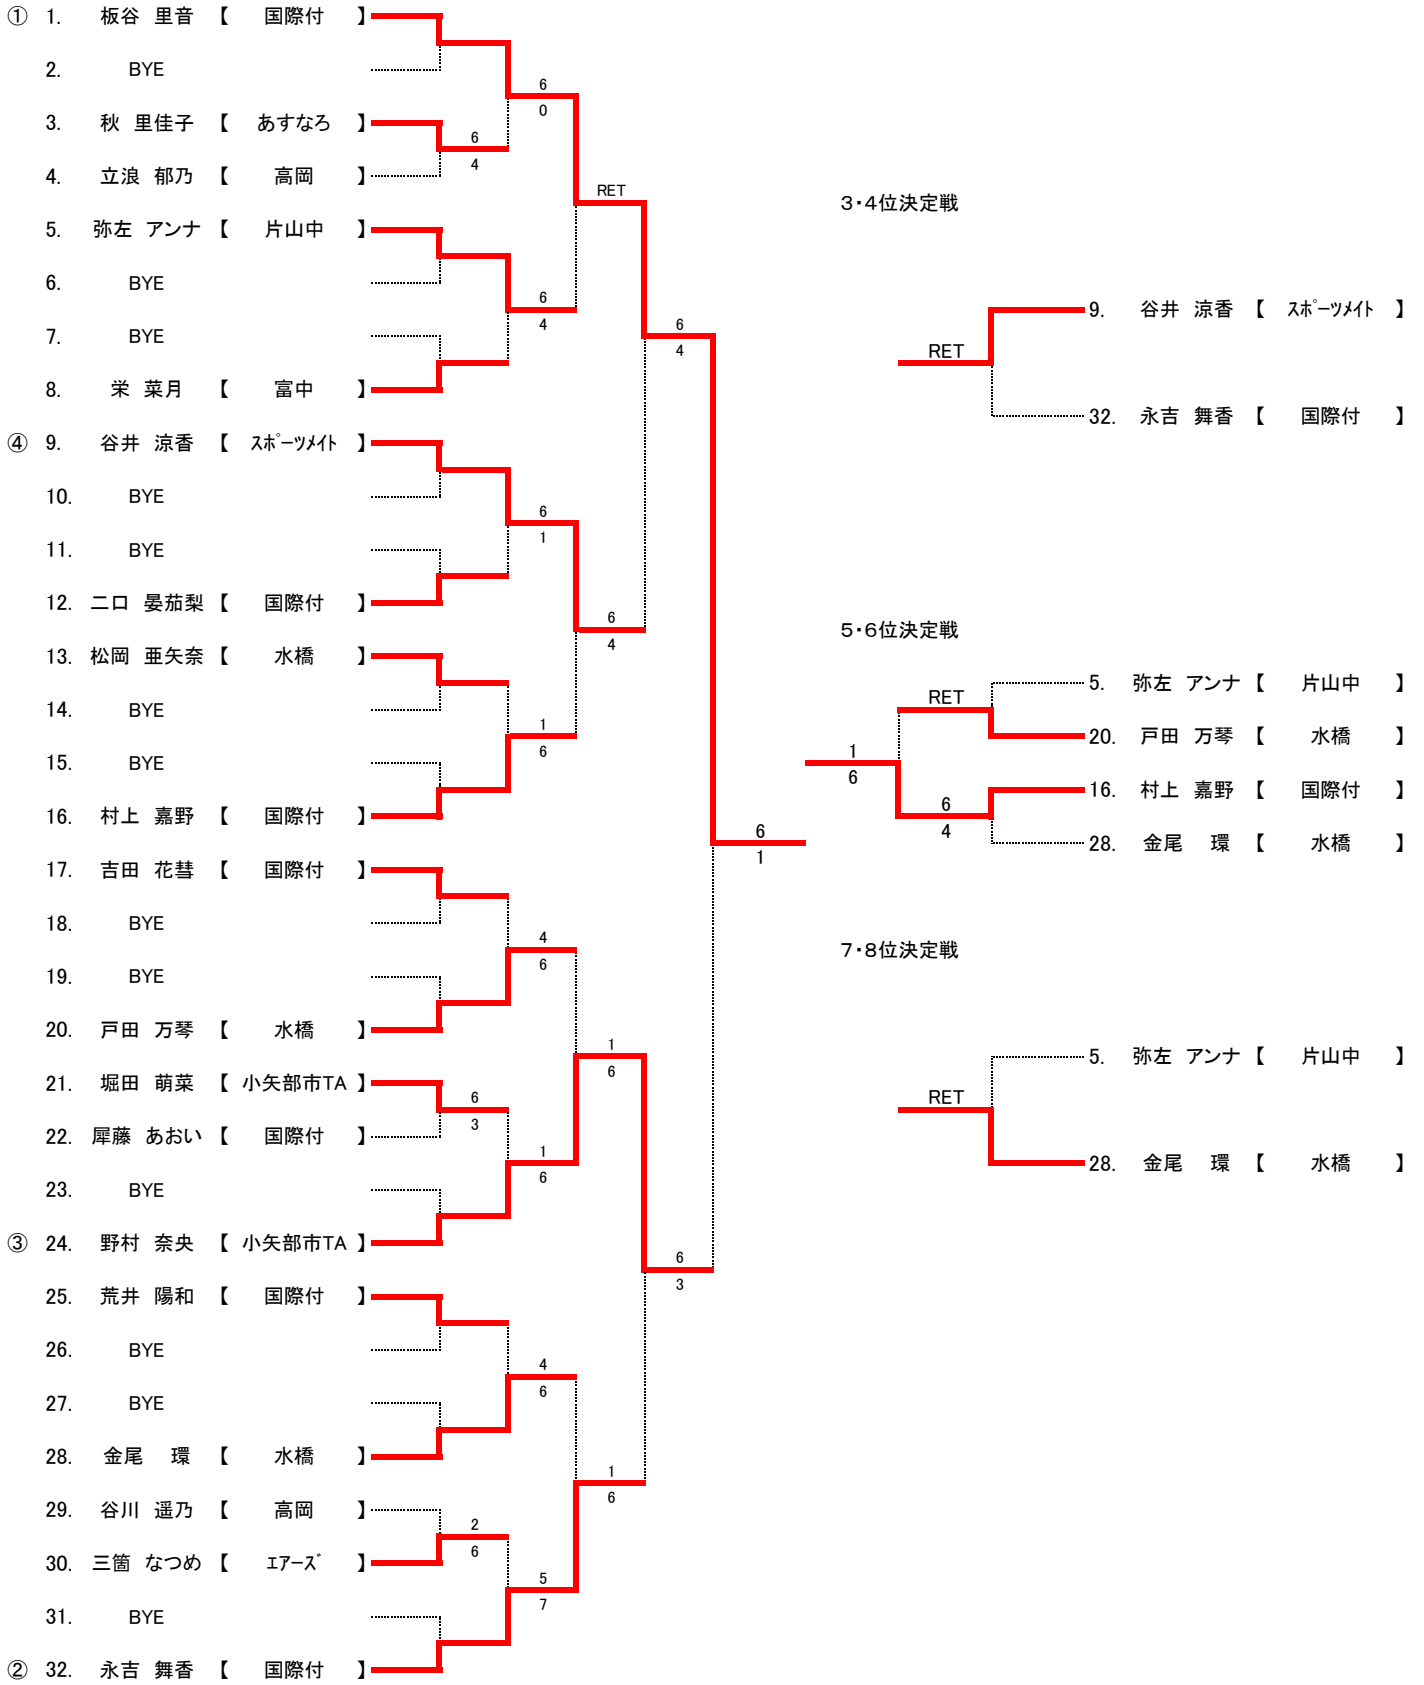 ① 1. 板谷 里音 【 国際付 】
2. BYE
6
0
3. 秋 里佳子 【 あすなろ 】
6
4
4. 立浪 郁乃 【 高岡 】
RET
3・4位決定戦
5. 弥左 アンナ 【 片山中 】
6. BYE
6
4
9. 谷井 涼香 【 スポーツメイト 】
7. BYE
6
4
RET
8. 栄 菜月 【 富中 】
32. 永吉 舞香 【 国際付 】
④ 9. 谷井 涼香 【 スポーツメイト 】
10. BYE
6
1
11. BYE
12. 二口 晏茄梨 【 国際付 】
6
4
5・6位決定戦
13. 松岡 亜矢奈 【 水橋 】
5. 弥左 アンナ 【 片山中 】
RET
14. BYE
1
6
20. 戸田 万琴 【 水橋 】
15. BYE
1
6
16. 村上 嘉野 【 国際付 】
16. 村上 嘉野 【 国際付 】
6
4
6
1
28. 金尾 環 【 水橋 】
17. 吉田 花彗 【 国際付 】
18. BYE
4
6
7・8位決定戦
19. BYE
20. 戸田 万琴 【 水橋 】
1
6
5. 弥左 アンナ 【 片山中 】
21. 堀田 萌菜 【 小矢部市TA 】
6
3
RET
22. 犀藤 あおい 【 国際付 】
1
6
28. 金尾 環 【 水橋 】
23. BYE
③ 24. 野村 奈央 【 小矢部市TA 】
6
3
25. 荒井 陽和 【 国際付 】
26. BYE
4
6
27. BYE
28. 金尾 環 【 水橋 】
1
6
29. 谷川 遥乃 【 高岡 】
2
6
30. 三箇 なつめ 【 エアーズ 】
5
7
31. BYE
② 32. 永吉 舞香 【 国際付 】